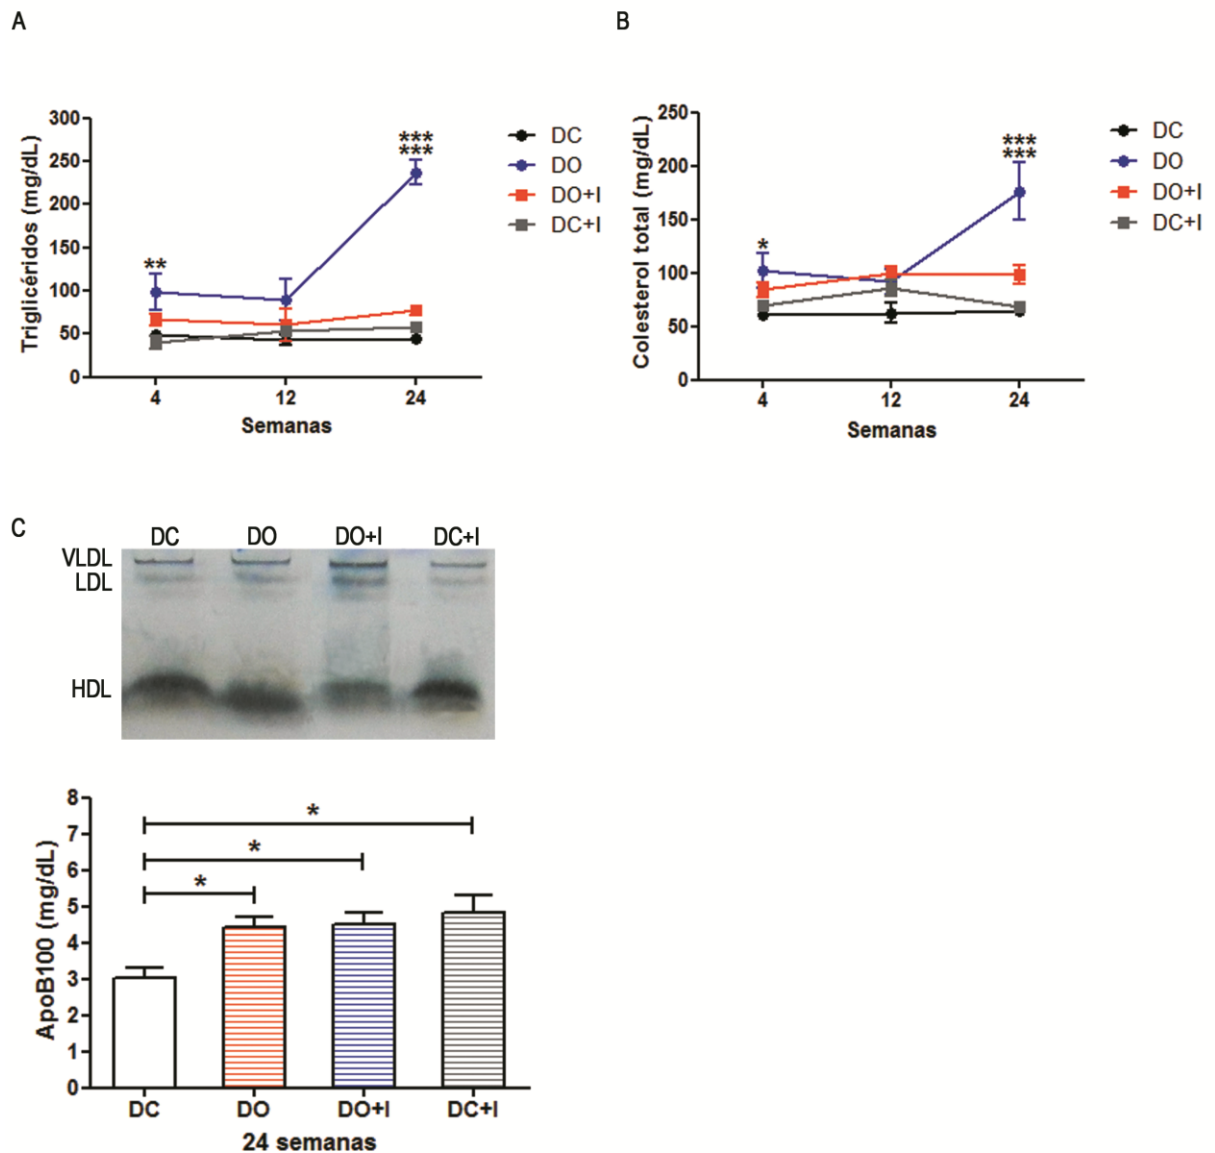 A
Triglicéridos (mg/dL)
300
250
200
150
100
50
0
**
***
***
4 12 24
Semanas
DC
DO
DO+I
DC+I
B
Colesterol total (mg/dL)
250
200
150
100
50
0
*
***
***
4 12 24
Semanas
DC
DO
DO+I
DC+I
C
DC DO DO+I DC+I
VLDL
LDL
HDL
ApoB100 (mg/dL)
8
7
6
5
4
3
2
1
0
*
*
*
DC DO DO+I DC+I
24 semanas